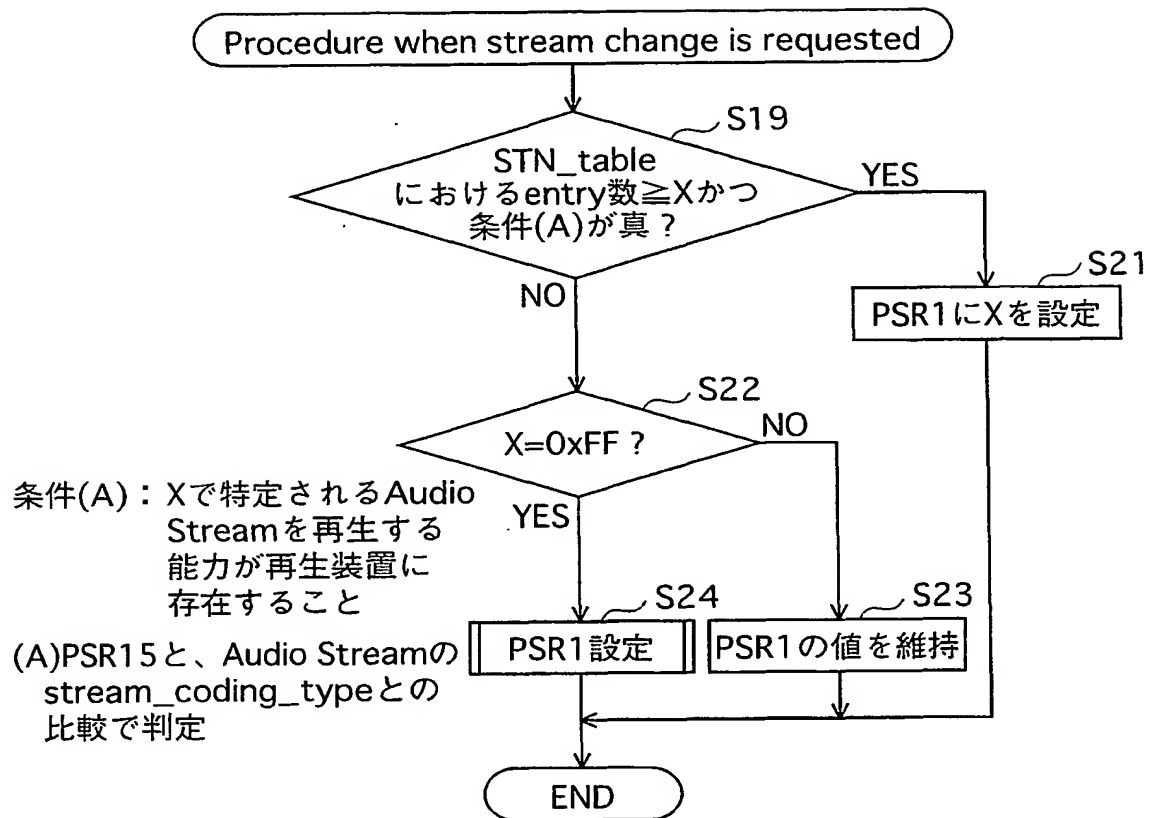 Procedure when stream change is requested
S19
STN_table
におけるentry数≧Xかつ
条件(A)が真?
YES
NO
S21
PSR1にXを設定
S22
X=0xFF ?
NO
YES
条件(A):Xで特定されるAudio
Streamを再生する
能力が再生装置に
存在すること
(A)PSR15と、Audio Streamの
stream_coding_typeとの
比較で判定
S24
PSR1設定
S23
PSR1の値を維持
END